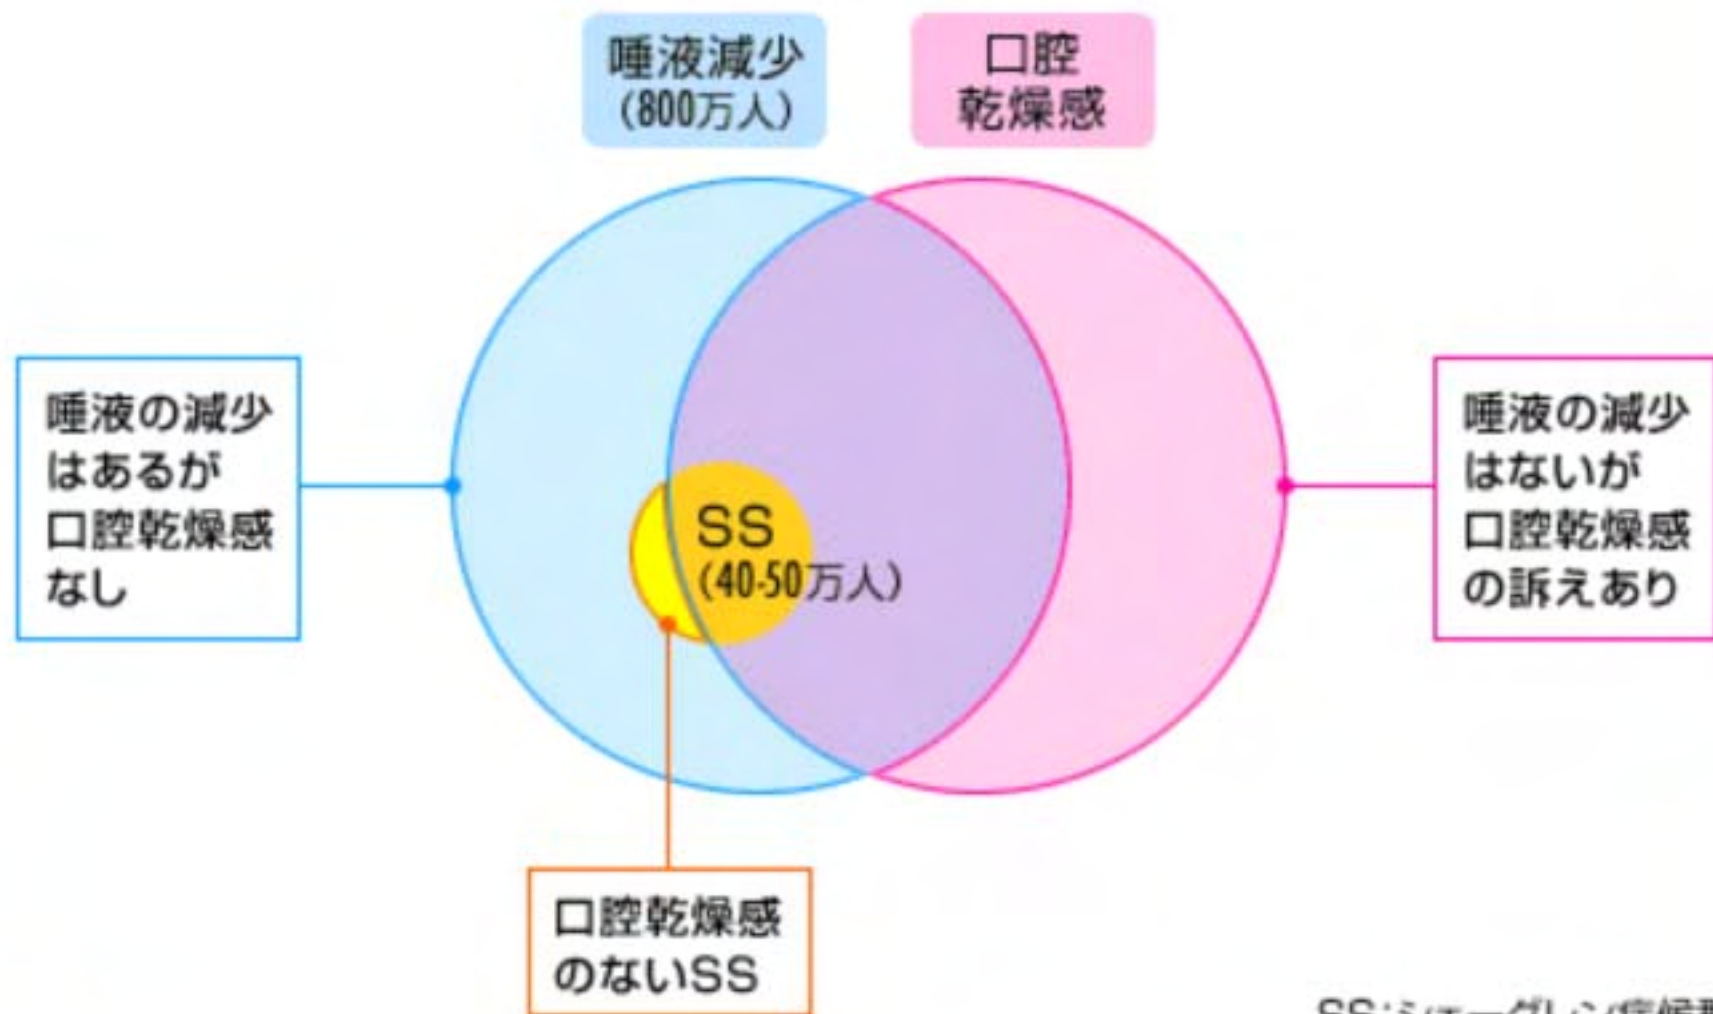 唾液減少
（800万人）
口腔
乾燥感
唾液の減少
はあるが
口腔乾燥感
なし
SS
（40-50万人）
唾液の減少
はないが
口腔乾燥感
の訴えあり
口腔乾燥感
のないSS